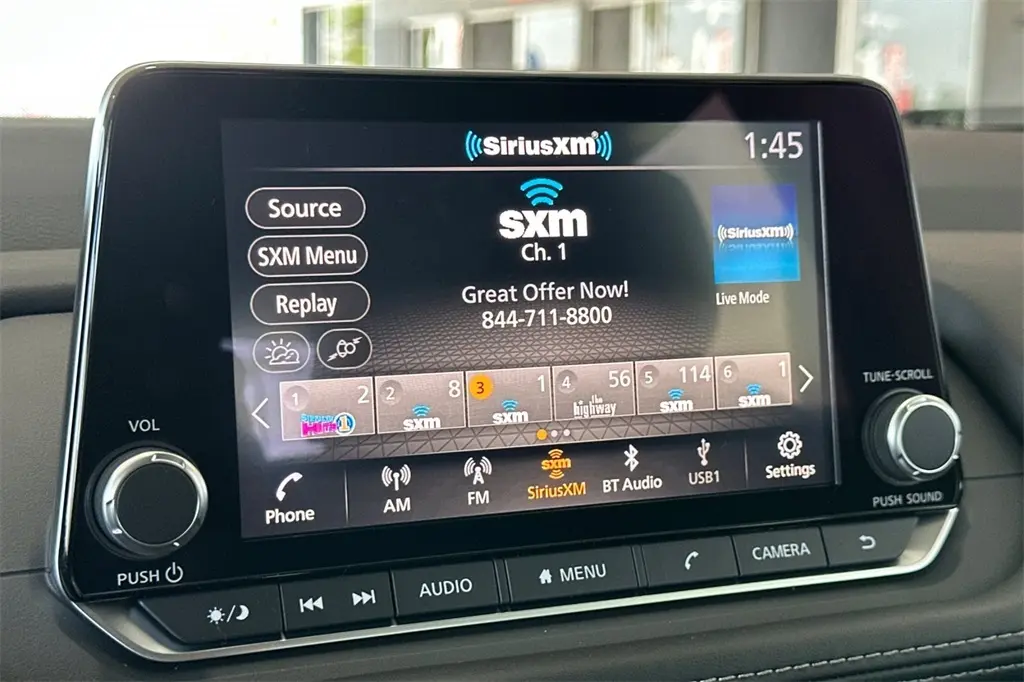 SiriusXM
1:45
Source
SXM Menu
Replay
sxm
Ch. 1
Great Offer Now!
844-711-8800
SiriusXM
Live Mode
1 2
Hits 1
2 8
sxm
3 1
sxm
4 56
the highway
5 114
sxm
6 1
sxm
Phone
AM
FM
sxm
SiriusXM
BT Audio
USB1
Settings
VOL
PUSH
TUNE-SCROLL
PUSH SOUND
AUDIO
MENU
CAMERA